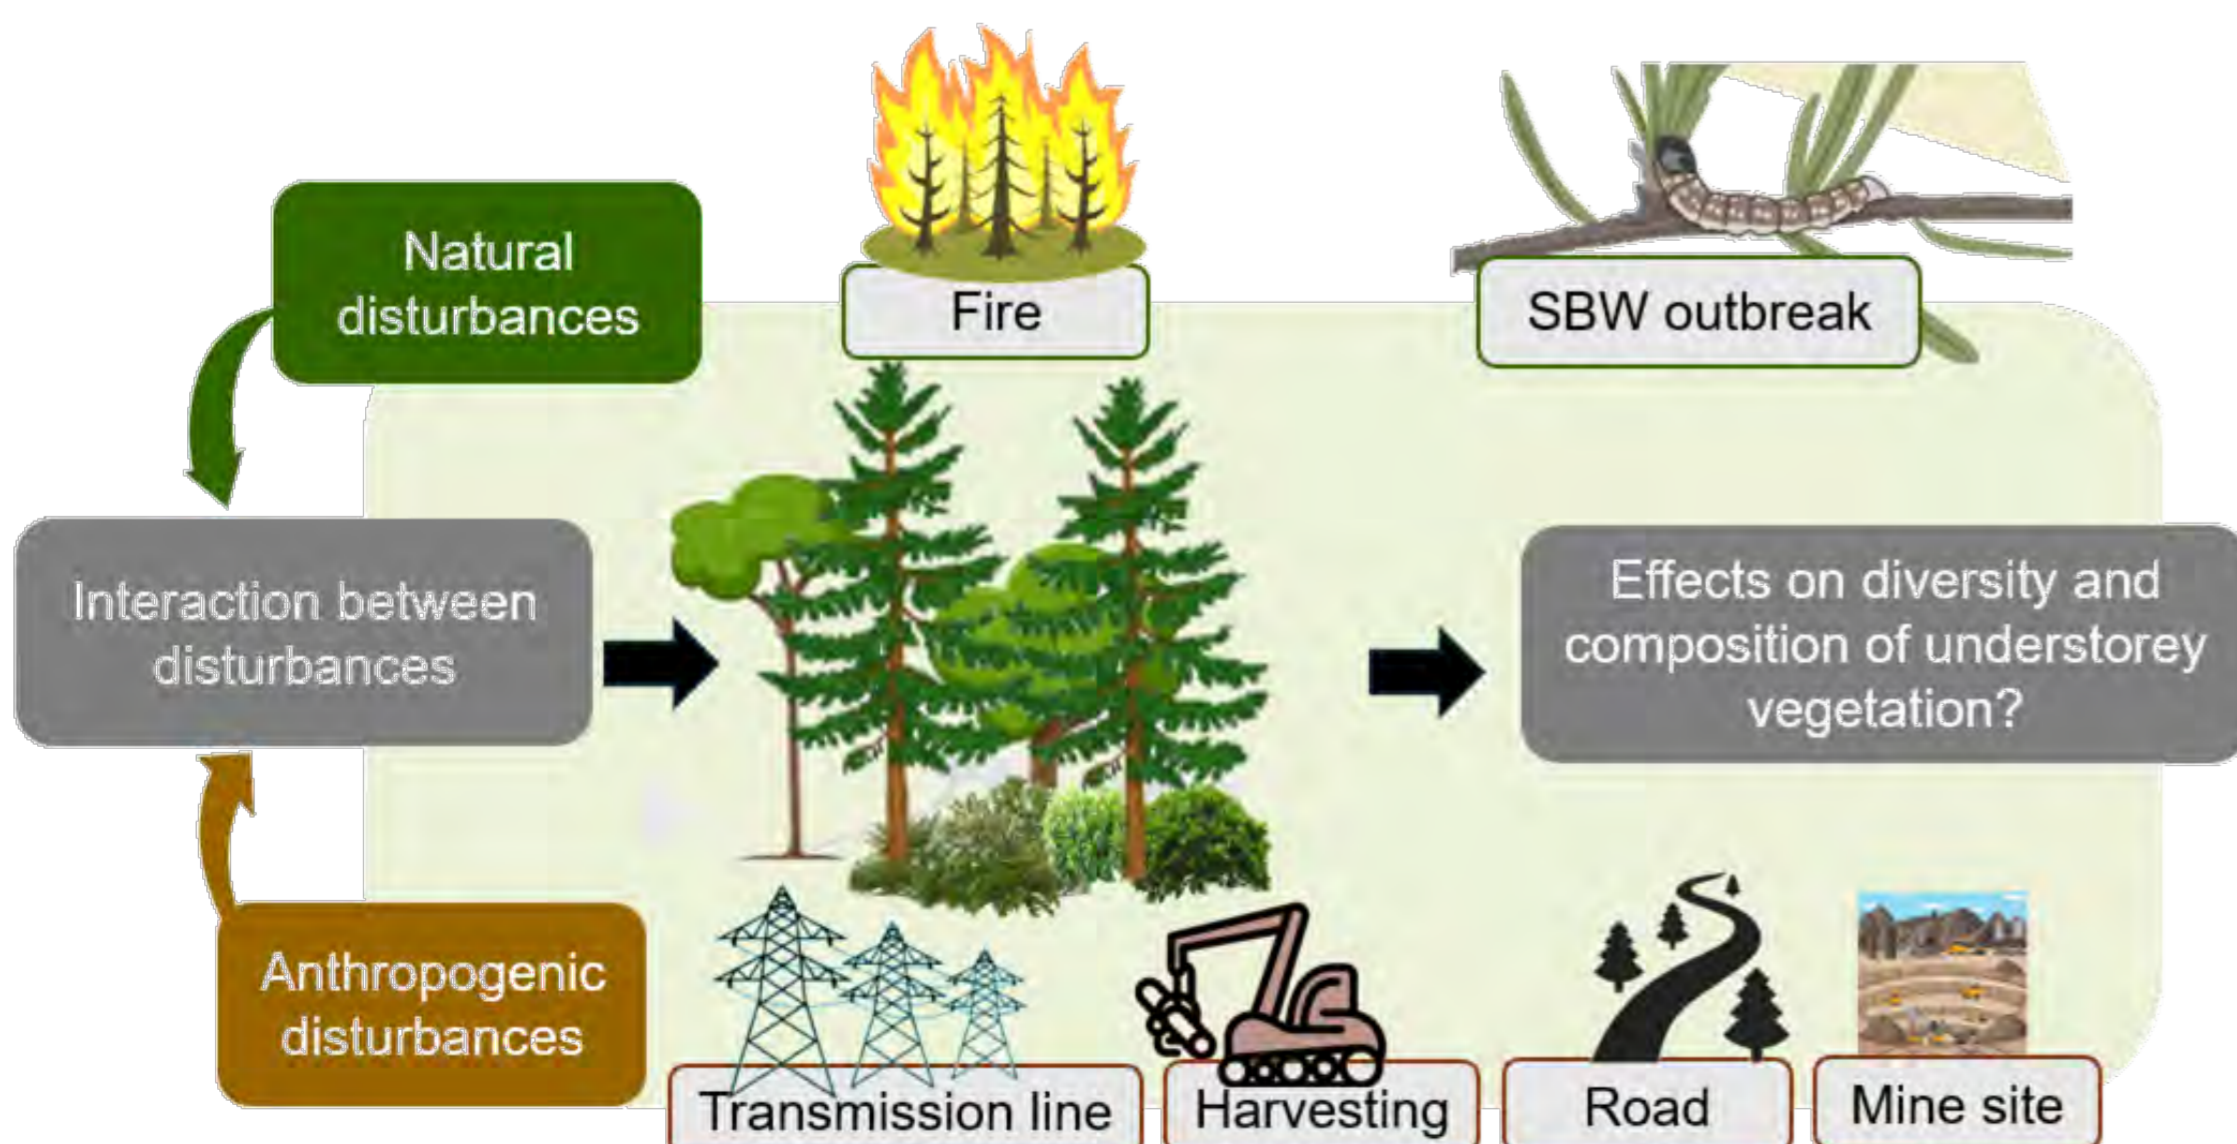 Natural
disturbances
Fire
SBW outbreak
Interaction between
disturbances
Effects on diversity and
composition of understorey
vegetation?
Anthropogenic
disturbances
Transmission line
Harvesting
Road
Mine site